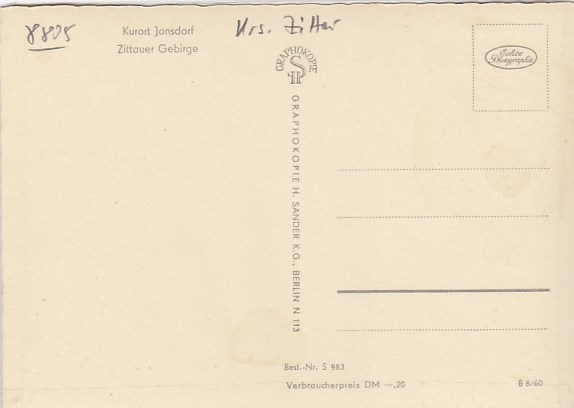 8805
Kurort Jonsdorf
Zittauer Gebirge
Krs. Zittau
GRAPHOKOPIE
SH
Echte
Photographie
GRAPHOKOPIE H. SANDER K.G., BERLIN N 113
Best.-Nr. S 983
Verbraucherpreis DM —,20
B 8/60